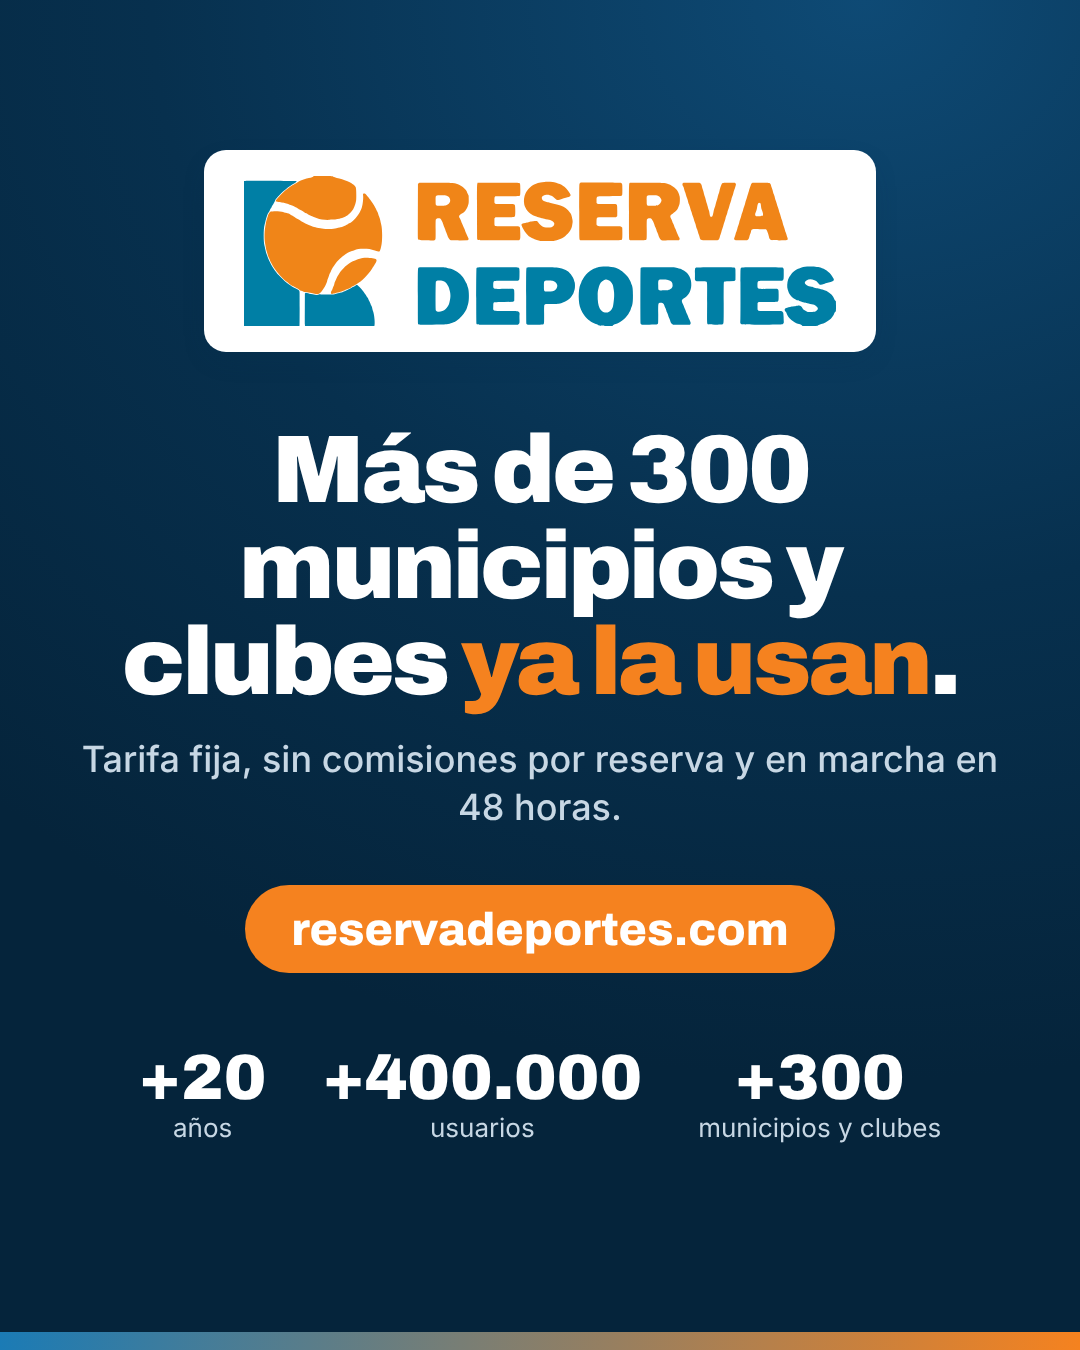 RESERVA
DEPORTES
Más de 300
municipios y
clubes ya la usan.
Tarifa fija, sin comisiones por reserva y en marcha en
48 horas.
reservadeportes.com
+20 +400.000 +300
años usuarios municipios y clubes